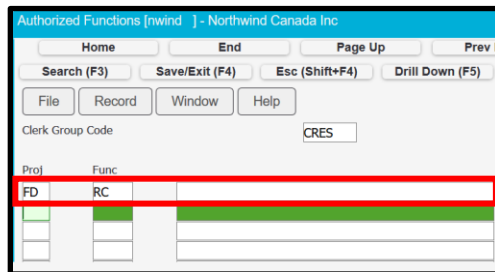 Authorized Functions [nwind ] - Northwind Canada Inc
Home End Page Up Prev
Search (F3) Save/Exit (F4) Esc (Shift+F4) Drill Down (F5)
File Record Window Help
Clerk Group Code CRES
Proj Func
FD RC